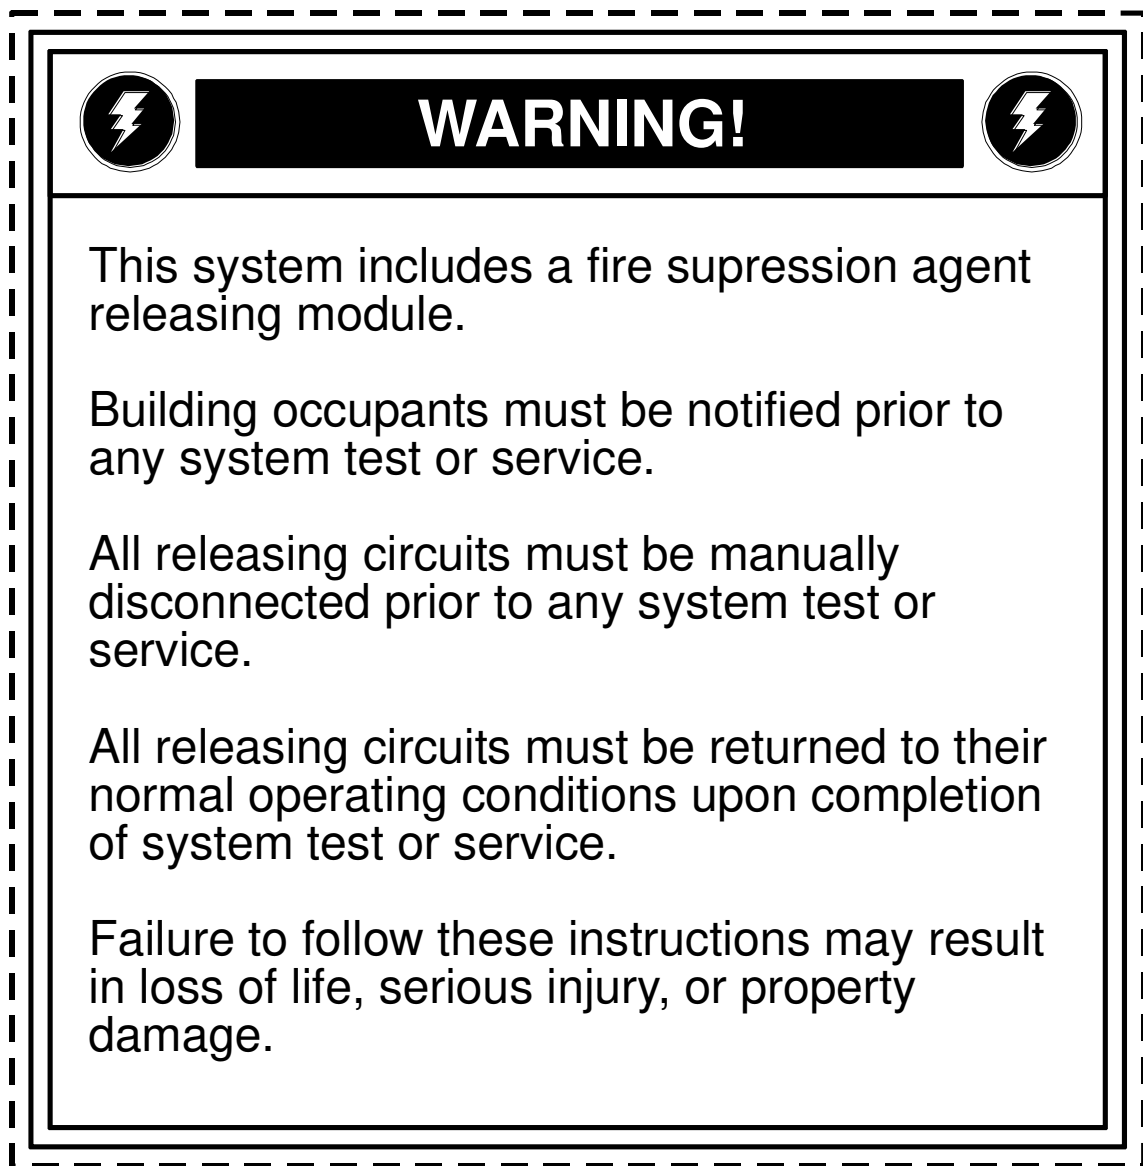 WARNING!
This system includes a fire supression agent
releasing module.
Building occupants must be notified prior to
any system test or service.
All releasing circuits must be manually
disconnected prior to any system test or
service.
All releasing circuits must be returned to their
normal operating conditions upon completion
of system test or service.
Failure to follow these instructions may result
in loss of life, serious injury, or property
damage.